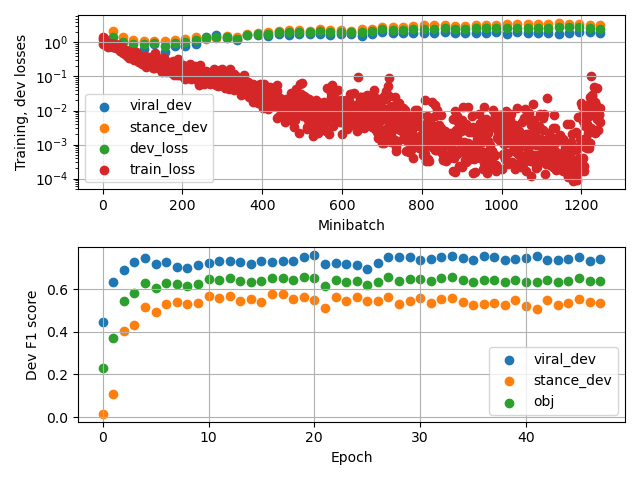 Training, dev losses
10⁰
10⁻¹
10⁻²
10⁻³
10⁻⁴
viral_dev
stance_dev
dev_loss
train_loss
0 200 400 600 800 1000 1200
Minibatch
Dev F1 score
0.6
0.4
0.2
0.0
viral_dev
stance_dev
obj
0 10 20 30 40
Epoch